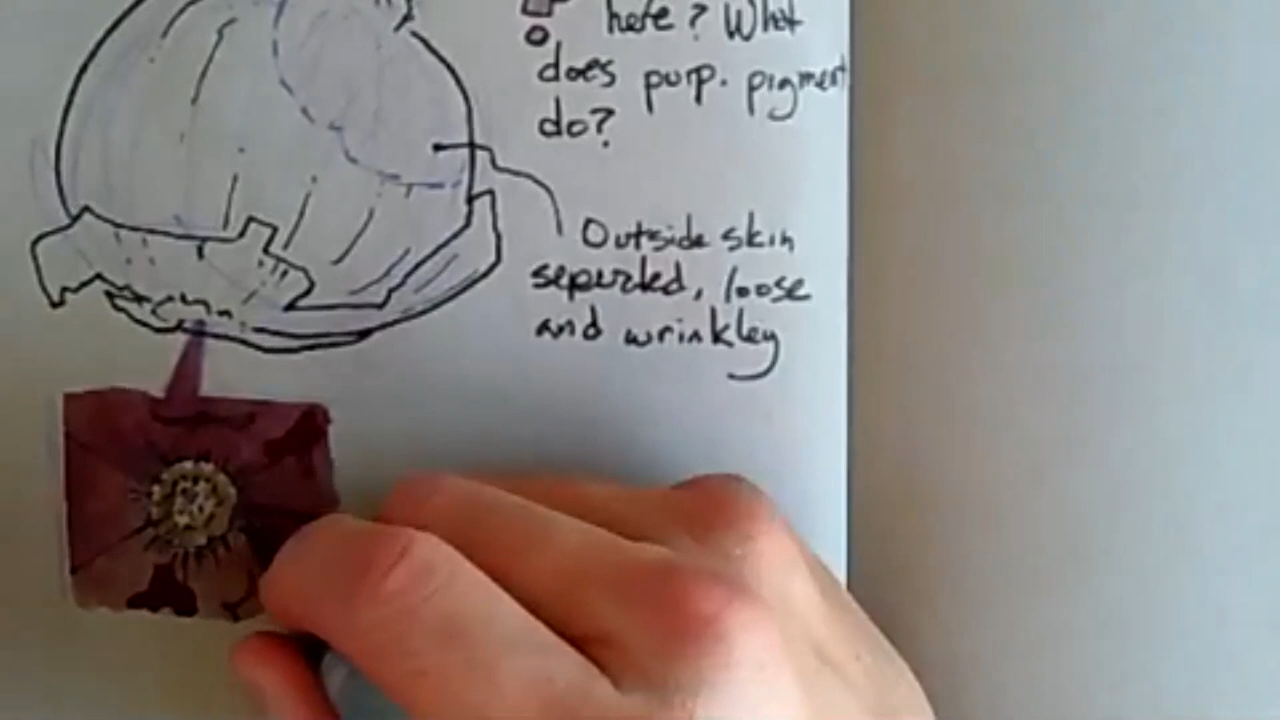 here? What
does purp. pigment
do?
Outside skin
seperated, loose
and wrinkley